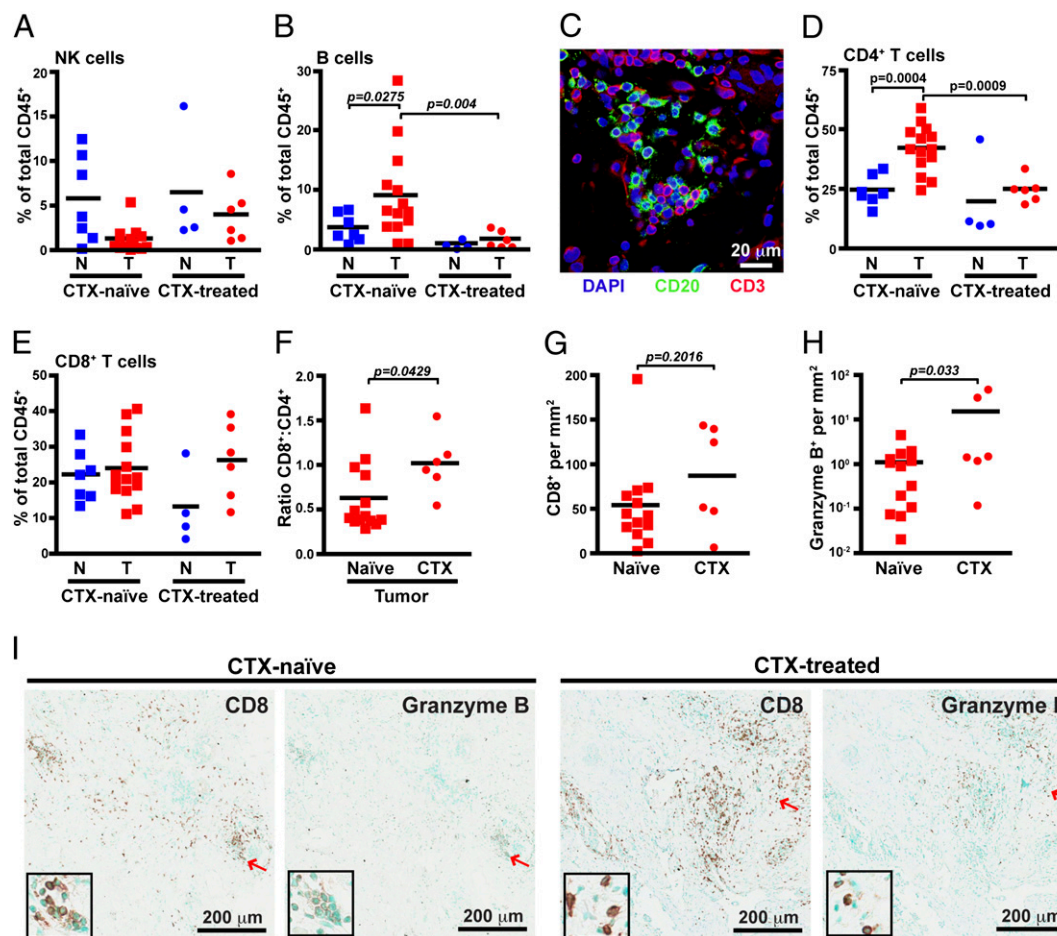 A
NK cells
% of total CD45+
20
15
10
5
0
N T N T
CTX-naïve CTX-treated
B
B cells
% of total CD45+
30
20
10
0
p=0.0275
p=0.004
N T N T
CTX-naïve CTX-treated
C
20 µm
DAPI CD20 CD3
D
CD4+ T cells
% of total CD45+
75
50
25
0
p=0.0004
p=0.0009
N T N T
CTX-naïve CTX-treated
E
CD8+ T cells
% of total CD45+
50
40
30
20
10
0
N T N T
CTX-naïve CTX-treated
F
Ratio CD8+:CD4+
2.0
1.5
1.0
0.5
0.0
p=0.0429
Naïve CTX
Tumor
G
CD8+ per mm2
200
150
100
50
0
p=0.2016
Naïve CTX
H
Granzyme B+ per mm2
102
101
100
10-1
10-2
p=0.033
Naïve CTX
I
CTX-naïve
CTX-treated
CD8
Granzyme B
CD8
Granzyme
200 µm
200 µm
200 µm
200 µm